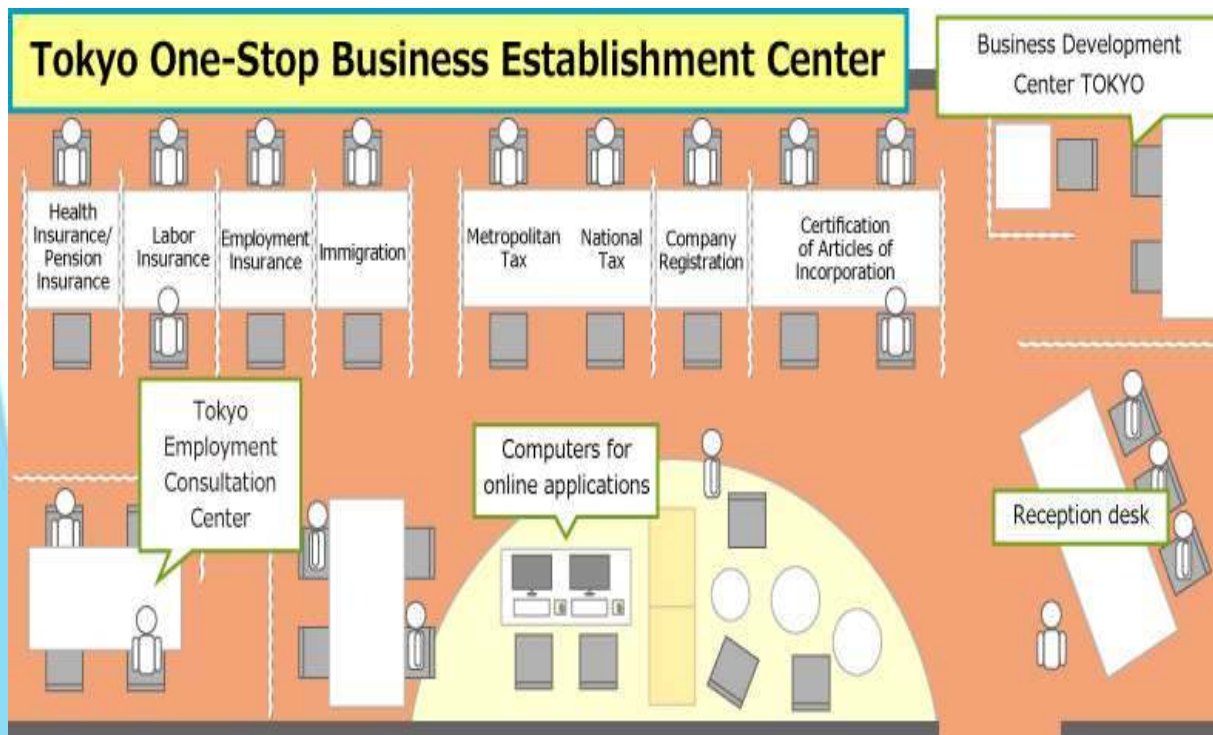 Tokyo One-Stop Business Establishment Center
Business Development
Center TOKYO
Health
Insurance/
Pension
Insurance
Labor
Insurance
Employment
Insurance
Immigration
Metropolitan
Tax
National
Tax
Company
Registration
Certification
of Articles of
Incorporation
Tokyo
Employment
Consultation
Center
Computers for
online applications
Reception desk